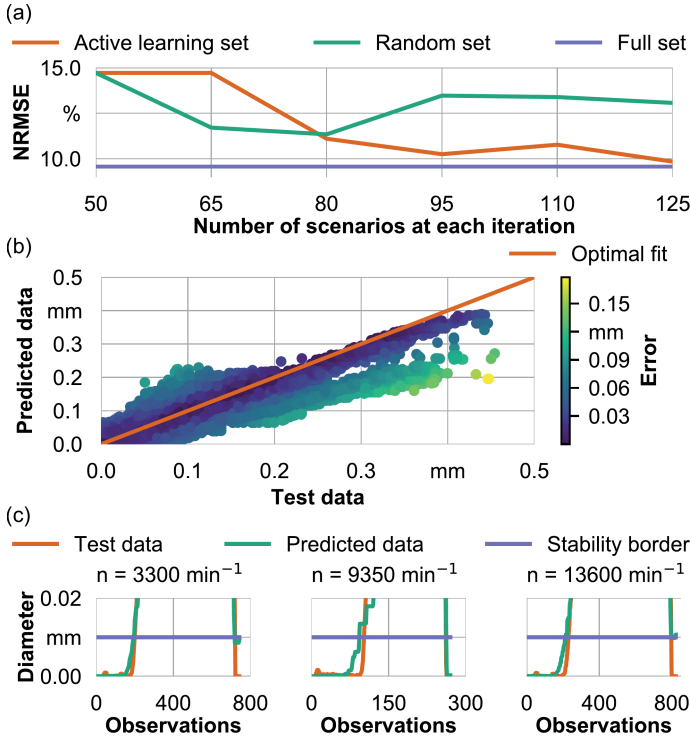 (a)
Active learning set Random set Full set
NRMSE
15.0
%
10.0
50 65 80 95 110 125
Number of scenarios at each iteration
(b)
Optimal fit
Predicted data
0.5
mm
0.3
0.2
0.1
0.0
0.0 0.1 0.2 0.3 mm 0.5
Test data
0.15
mm
0.09
0.06
0.03
Error
(c)
Test data Predicted data Stability border
n = 3300 min⁻¹ n = 9350 min⁻¹ n = 13600 min⁻¹
Diameter
0.02
mm
0.00
0 400 800 0 150 300 0 400 800
Observations Observations Observations